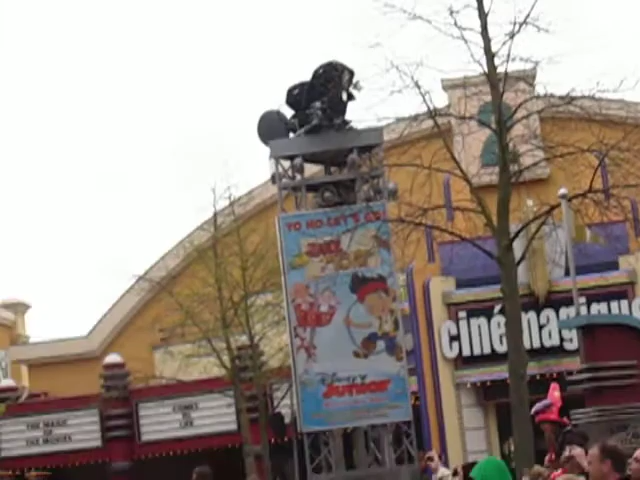 YO HO LET'S GO!
JAKE
Disney
JUNIOR
cinémagique
THE MAGIC
OF
THE MOVIES
COMES
TO
LIFE